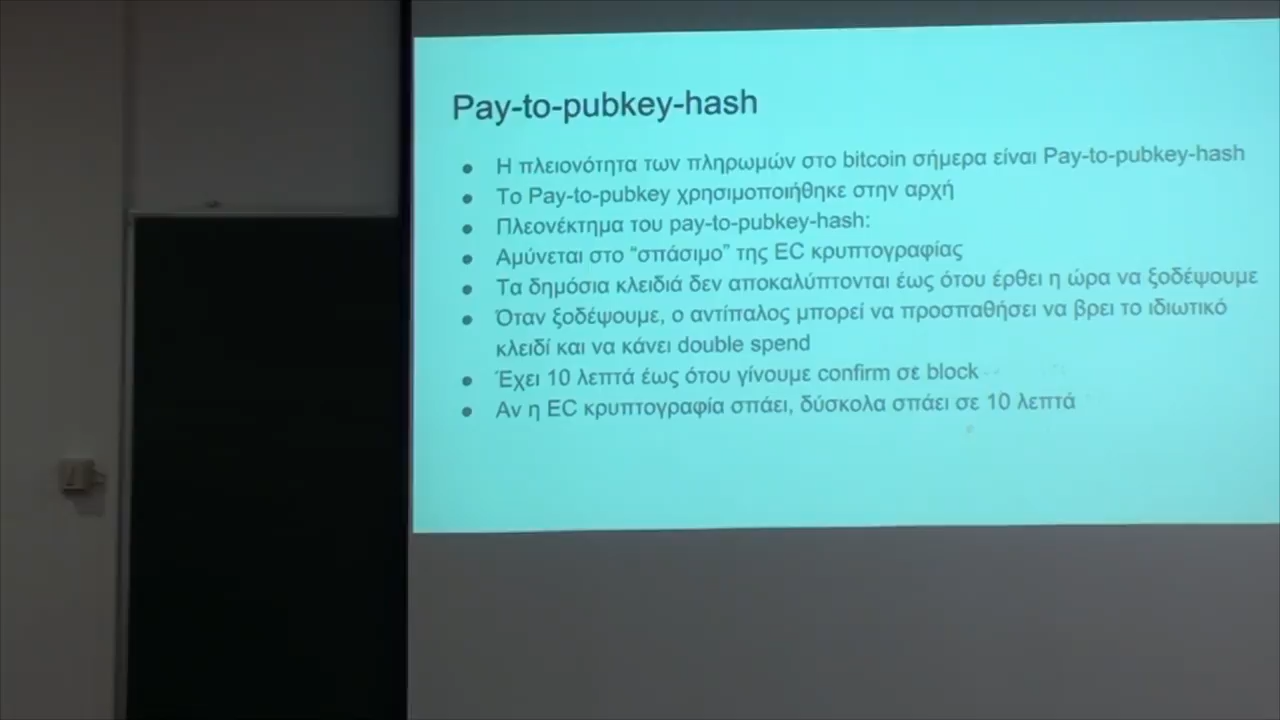 Pay-to-pubkey-hash
● Η πλειονότητα των πληρωμών στο bitcoin σήμερα είναι Pay-to-pubkey-hash
● Το Pay-to-pubkey χρησιμοποιήθηκε στην αρχή
● Πλεονέκτημα του pay-to-pubkey-hash:
● Αμύνεται στο “σπάσιμο” της EC κρυπτογραφίας
● Τα δημόσια κλειδιά δεν αποκαλύπτονται έως ότου έρθει η ώρα να ξοδέψουμε
● Όταν ξοδέψουμε, ο αντίπαλος μπορεί να προσπαθήσει να βρει το ιδιωτικό
κλειδί και να κάνει double spend
● Έχει 10 λεπτά έως ότου γίνουμε confirm σε block
● Αν η EC κρυπτογραφία σπάει, δύσκολα σπάει σε 10 λεπτά